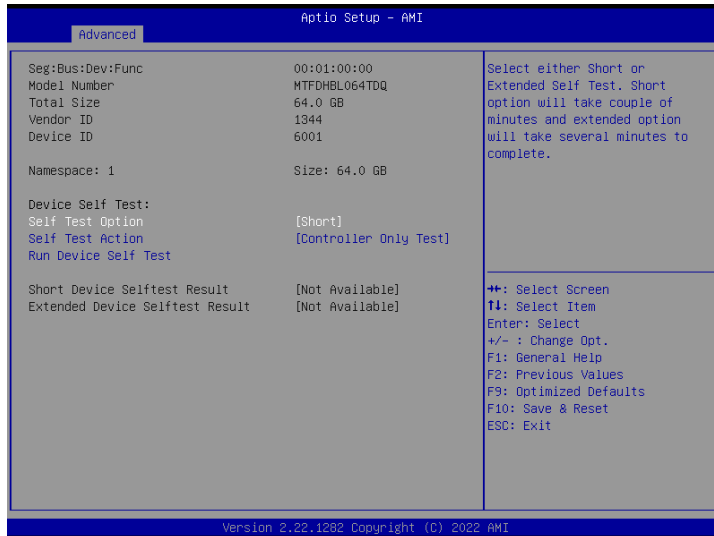 Aptio Setup - AMI
Advanced
Seg:Bus:Dev:Func 00:01:00:00
Model Number MTFDHBL064TDQ
Total Size 64.0 GB
Vendor ID 1344
Device ID 6001
Namespace: 1 Size: 64.0 GB
Device Self Test:
Self Test Option [Short]
Self Test Action [Controller Only Test]
Run Device Self Test
Short Device Selftest Result [Not Available]
Extended Device Selftest Result [Not Available]
Select either Short or
Extended Self Test. Short
option will take couple of
minutes and extended option
will take several minutes to
complete.
→←: Select Screen
↑↓: Select Item
Enter: Select
+/- : Change Opt.
F1: General Help
F2: Previous Values
F9: Optimized Defaults
F10: Save & Reset
ESC: Exit
Version 2.22.1282 Copyright (C) 2022 AMI